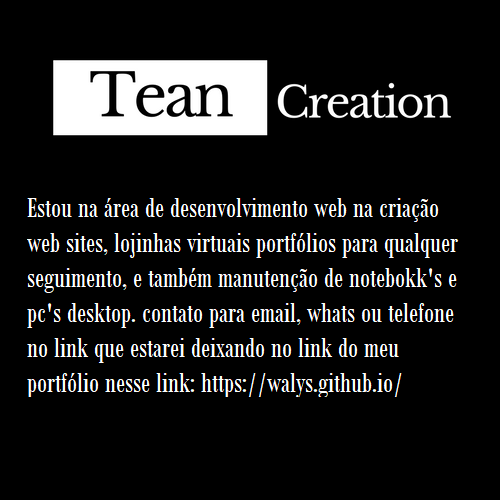 Tean Creation
Estou na área de desenvolvimento web na criação
web sites, lojinhas virtuais portfólios para qualquer
seguimento, e também manutenção de notebokk's e
pc's desktop. contato para email, whats ou telefone
no link que estarei deixando no link do meu
portfólio nesse link: https://walys.github.io/